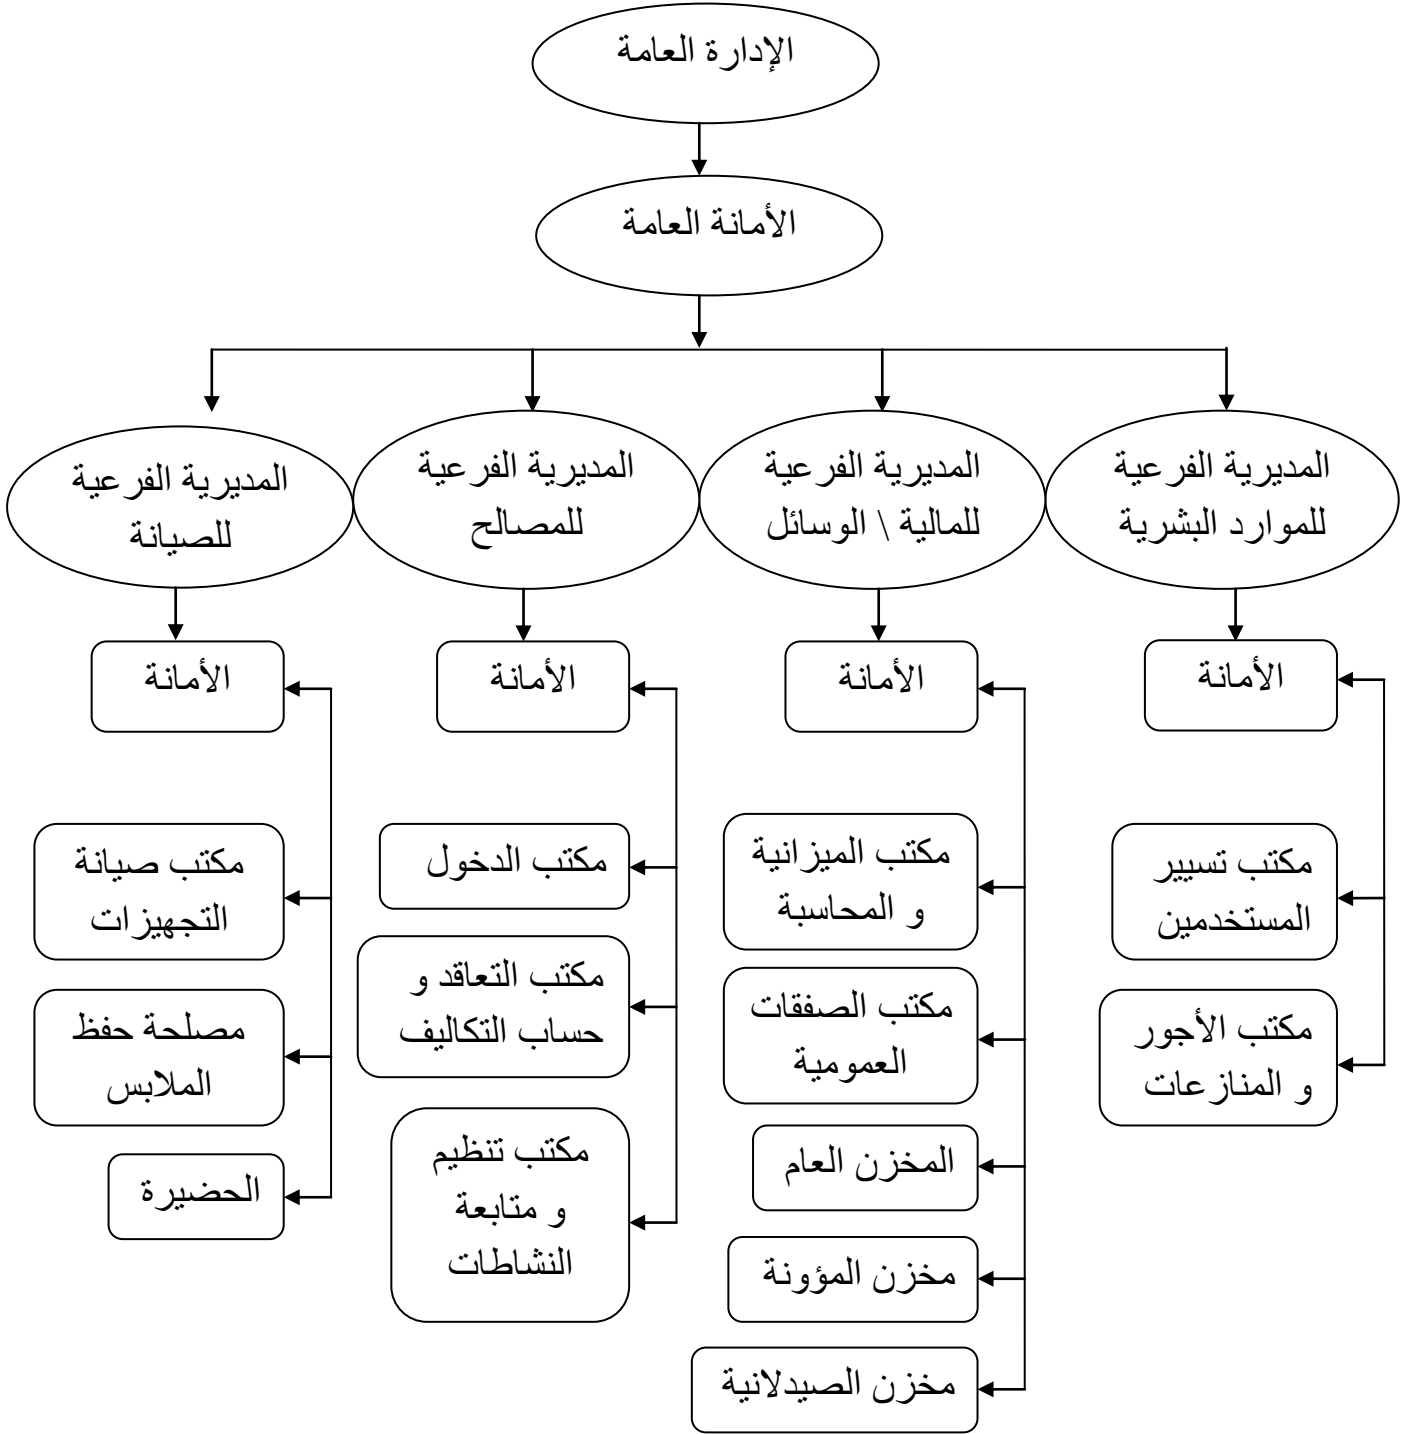 الإدارة العامة
الأمانة العامة
المديرية الفرعية
للموارد البشرية
المديرية الفرعية
للمالية \ الوسائل
المديرية الفرعية
للمصالح
المديرية الفرعية
للصيانة
الأمانة
الأمانة
الأمانة
الأمانة
مكتب تسيير
المستخدمين
مكتب الأجور
و المنازعات
مكتب الميزانية
و المحاسبة
مكتب الصفقات
العمومية
المخزن العام
مخزن المؤونة
مخزن الصيدلانية
مكتب الدخول
مكتب التعاقد و
حساب التكاليف
مكتب تنظيم
و متابعة
النشاطات
مكتب صيانة
التجهيزات
مصلحة حفظ
الملابس
الحضيرة